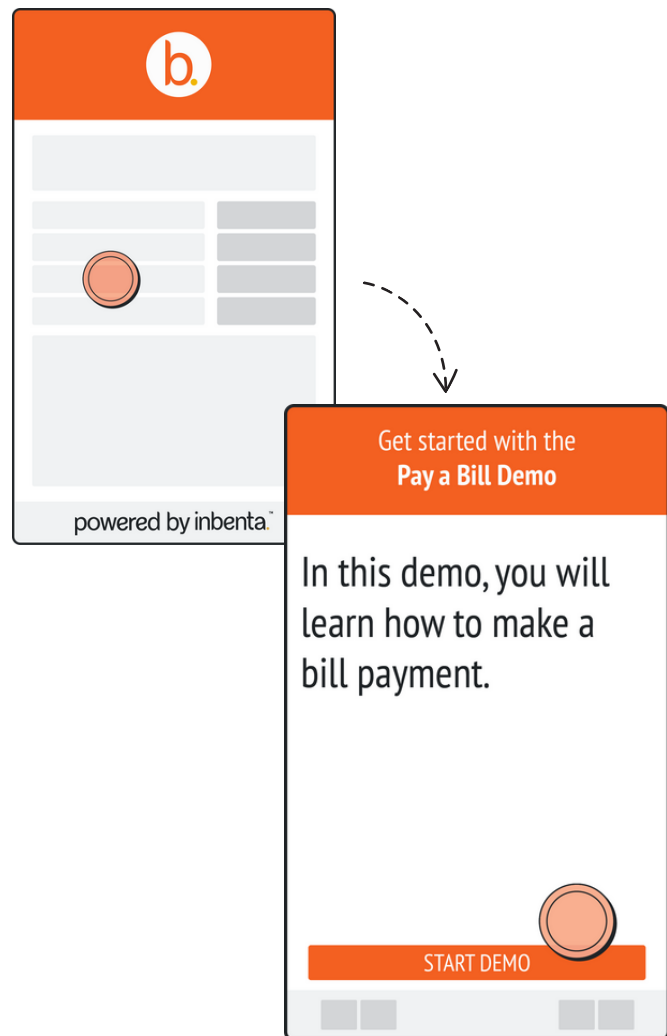 b.
powered by inbenta.™
Get started with the
Pay a Bill Demo
In this demo, you will
learn how to make a
bill payment.
START DEMO